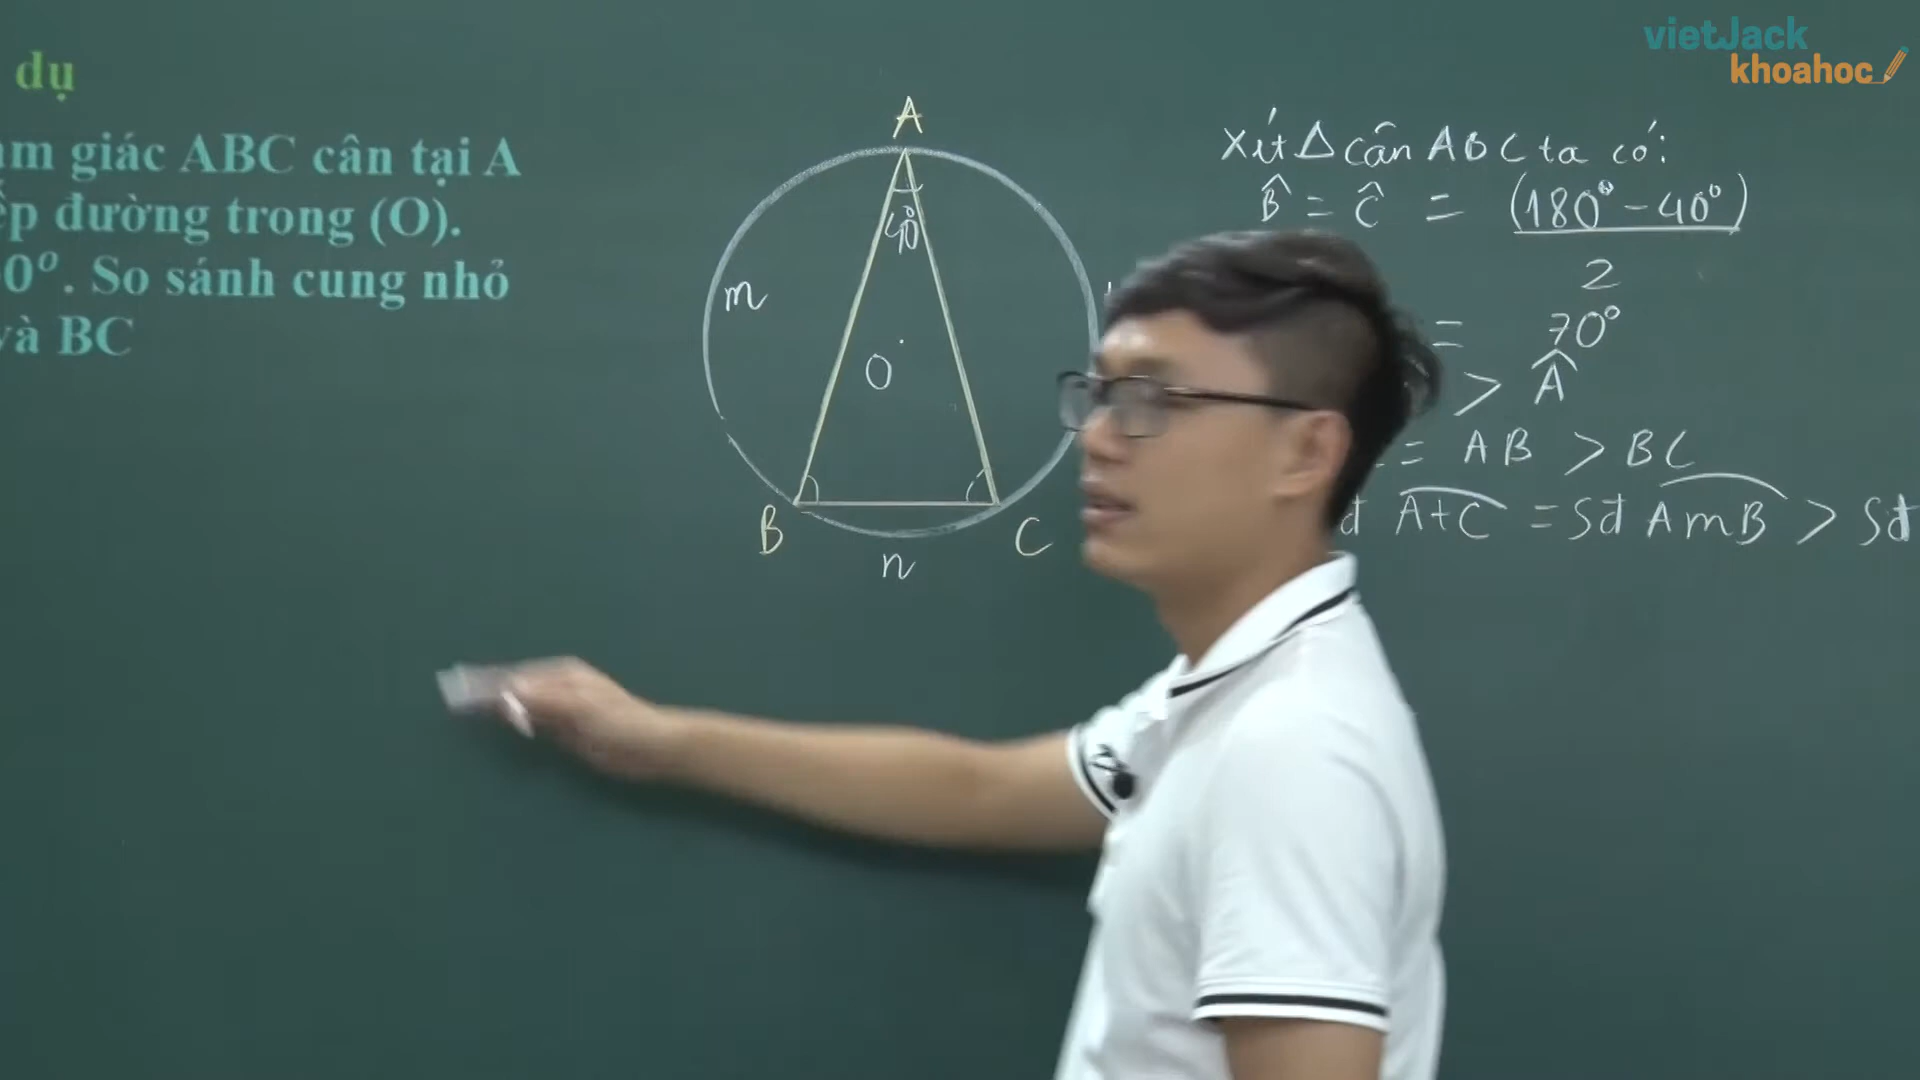 vietJack
khoahoc
dụ
giác ABC cân tại A
đường trong (O).
0°. So sánh cung nhỏ
và BC
A
40°
m
O
B
C
n
Xét Δ cân ABC ta có:
B̂ = Ĉ = (180° - 40°)
2
= 70°
> Â
= AB > BC
AtC = Sđ AmB > Sđ